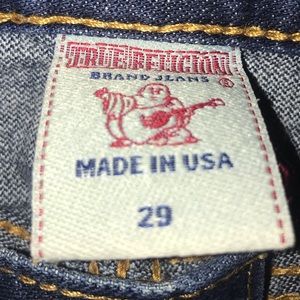 TRUE RELIGION
BRAND JEANS ®
MADE IN USA
29